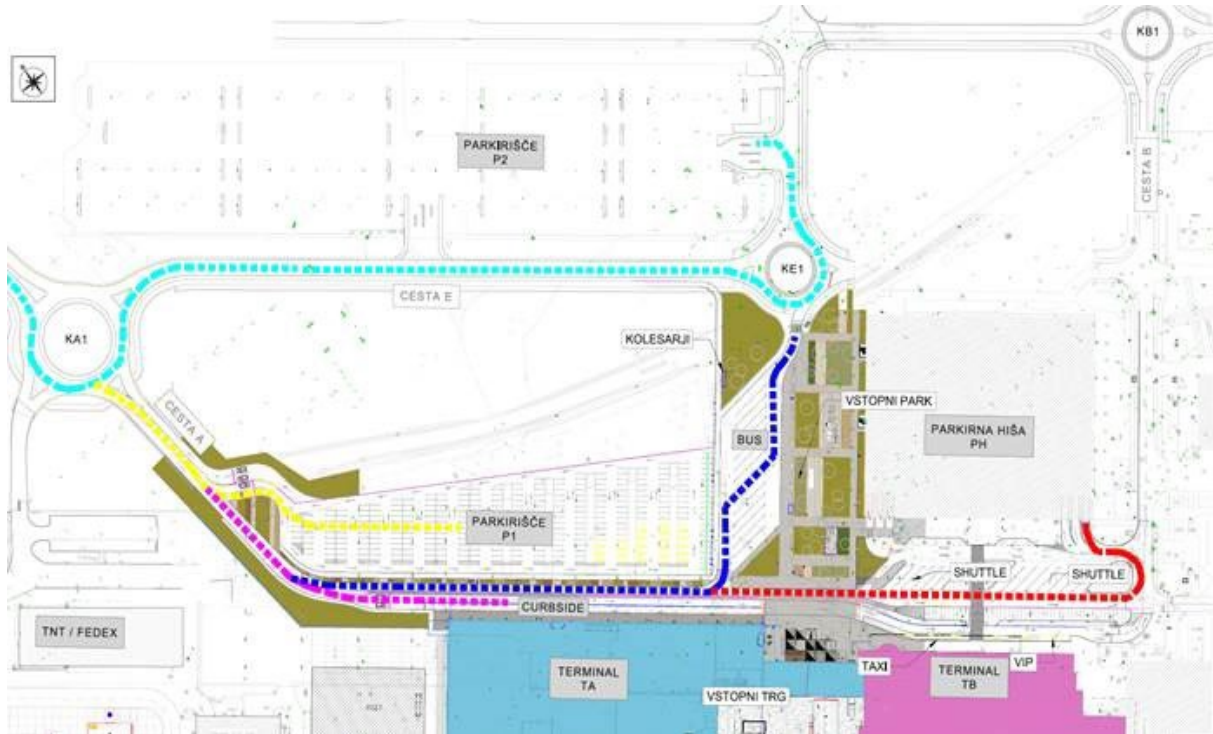 KB1
PARKIRIŠČE
P2
CESTA B
KE1
CESTA E
KA1
KOLESARJI
CESTA A
VSTOPNI PARK
BUS
PARKIRNA HIŠA
PH
PARKIRIŠČE
P1
SHUTTLE
SHUTTLE
CURBSIDE
TNT / FEDEX
TERMINAL
TA
TAXI
TERMINAL
TB
VIP
VSTOPNI TRG